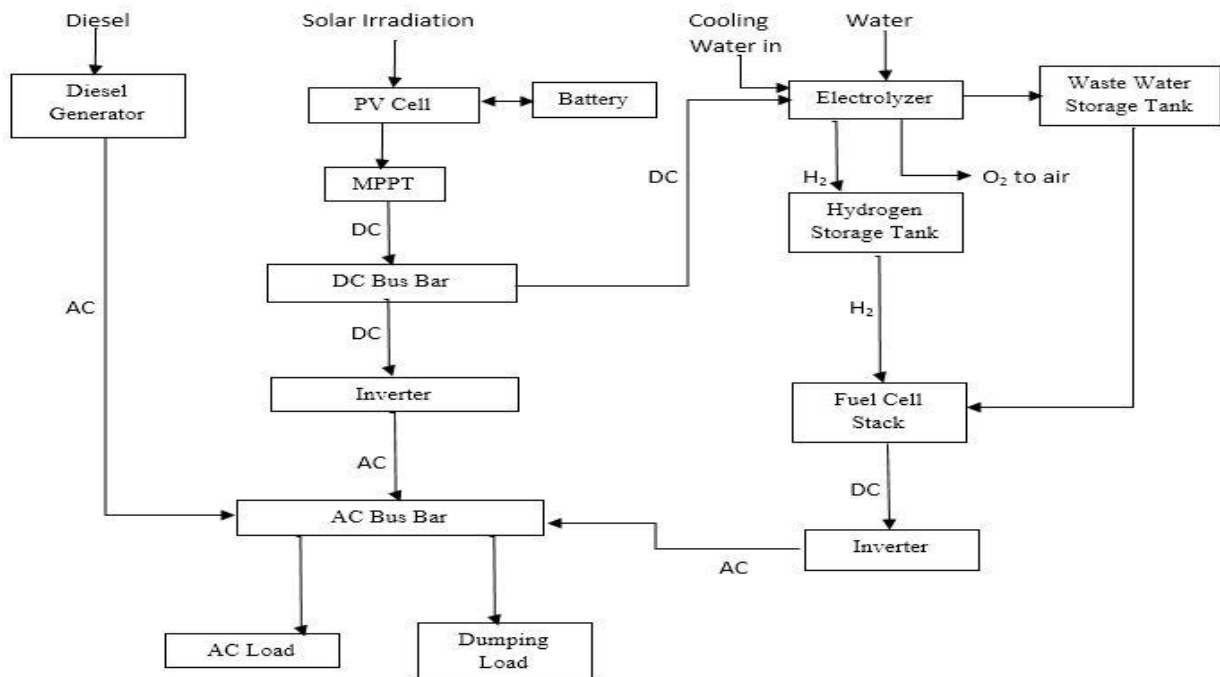 Diesel
Solar Irradiation
Cooling
Water in
Water
Diesel
Generator
PV Cell
Battery
Electrolyzer
Waste Water
Storage Tank
MPPT
DC
H₂
O₂ to air
Hydrogen
Storage Tank
DC
DC Bus Bar
AC
DC
H₂
Inverter
Fuel Cell
Stack
AC
DC
AC Bus Bar
Inverter
AC
AC Load
Dumping
Load